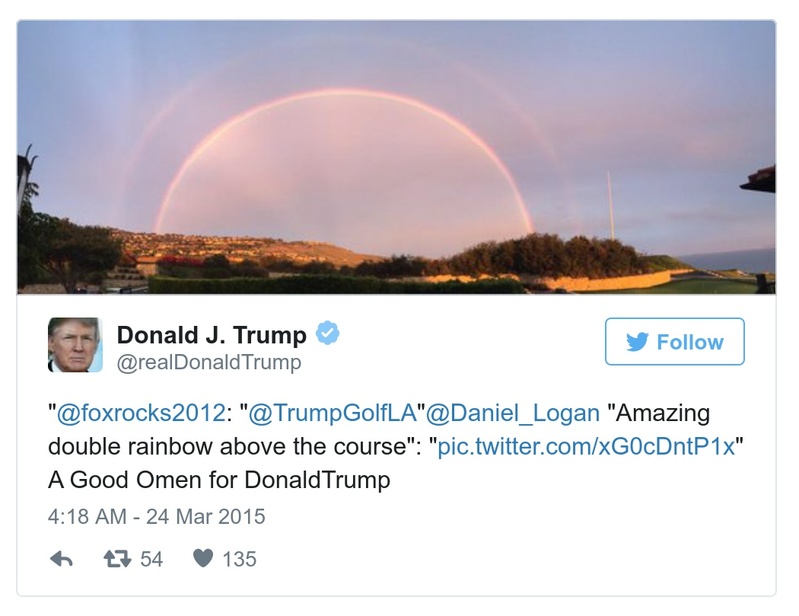 Donald J. Trump
@realDonaldTrump
Follow
"@foxrocks2012: "@TrumpGolfLA"@Daniel_Logan "Amazing
double rainbow above the course": "pic.twitter.com/xG0cDntP1x"
A Good Omen for DonaldTrump
4:18 AM - 24 Mar 2015
54 135